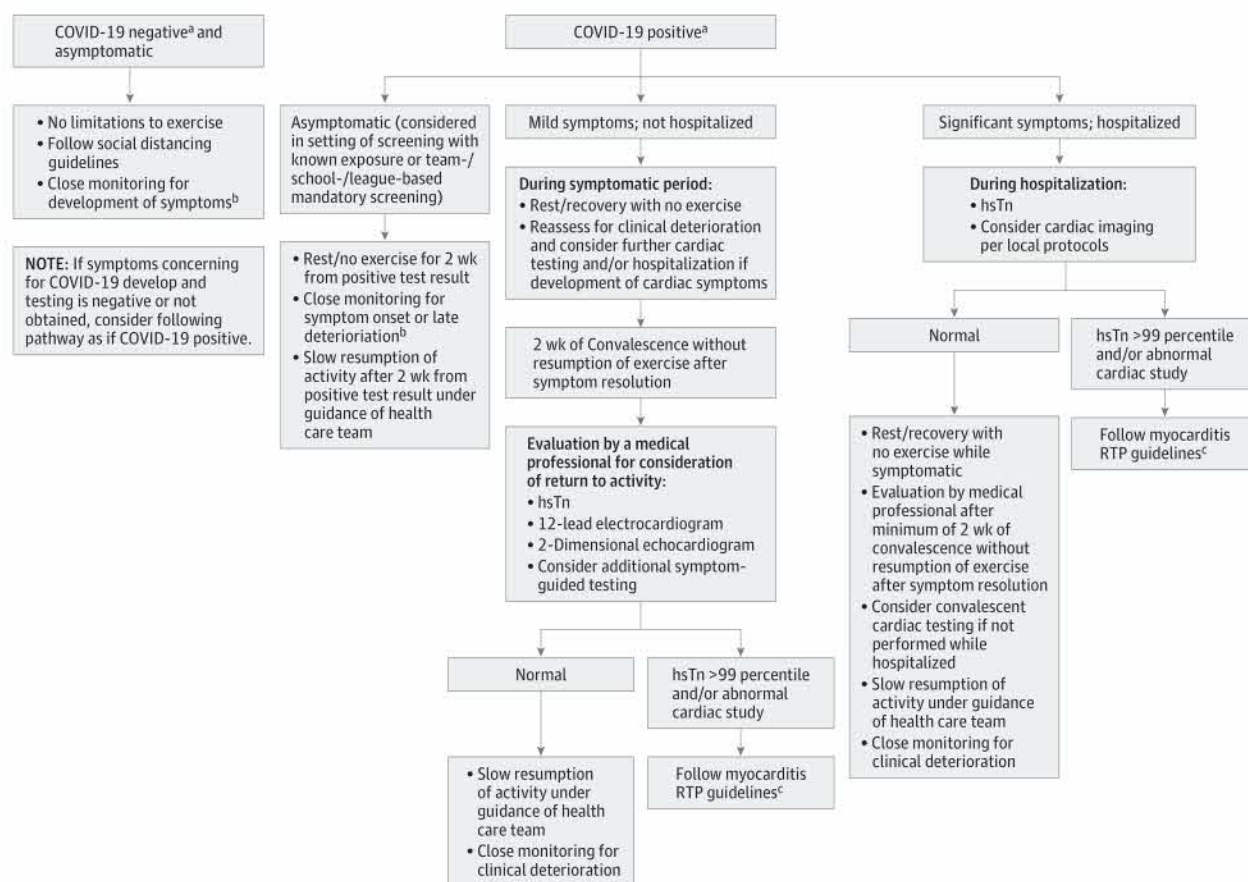 COVID-19 negativeᵃ and
asymptomatic
• No limitations to exercise
• Follow social distancing
guidelines
• Close monitoring for
development of symptomsᵇ
NOTE: If symptoms concerning
for COVID-19 develop and
testing is negative or not
obtained, consider following
pathway as if COVID-19 positive.
COVID-19 positiveᵃ
Asymptomatic (considered
in setting of screening with
known exposure or team-/
school-/league-based
mandatory screening)
• Rest/no exercise for 2 wk
from positive test result
• Close monitoring for
symptom onset or late
deterioriationᵇ
• Slow resumption of
activity after 2 wk from
positive test result under
guidance of health
care team
Mild symptoms; not hospitalized
During symptomatic period:
• Rest/recovery with no exercise
• Reassess for clinical deterioration
and consider further cardiac
testing and/or hospitalization if
development of cardiac symptoms
2 wk of Convalescence without
resumption of exercise after
symptom resolution
Evaluation by a medical
professional for consideration
of return to activity:
• hsTn
• 12-lead electrocardiogram
• 2-Dimensional echocardiogram
• Consider additional symptom-
guided testing
Normal
• Slow resumption
of activity under
guidance of health
care team
• Close monitoring for
clinical deterioration
hsTn >99 percentile
and/or abnormal
cardiac study
Follow myocarditis
RTP guidelinesᶜ
Significant symptoms; hospitalized
During hospitalization:
• hsTn
• Consider cardiac imaging
per local protocols
Normal
• Rest/recovery with
no exercise while
symptomatic
• Evaluation by medical
professional after
minimum of 2 wk of
convalescence without
resumption of exercise
after symptom resolution
• Consider convalescent
cardiac testing if not
performed while
hospitalized
• Slow resumption of
activity under guidance
of health care team
• Close monitoring for
clinical deterioration
hsTn >99 percentile
and/or abnormal
cardiac study
Follow myocarditis
RTP guidelinesᶜ